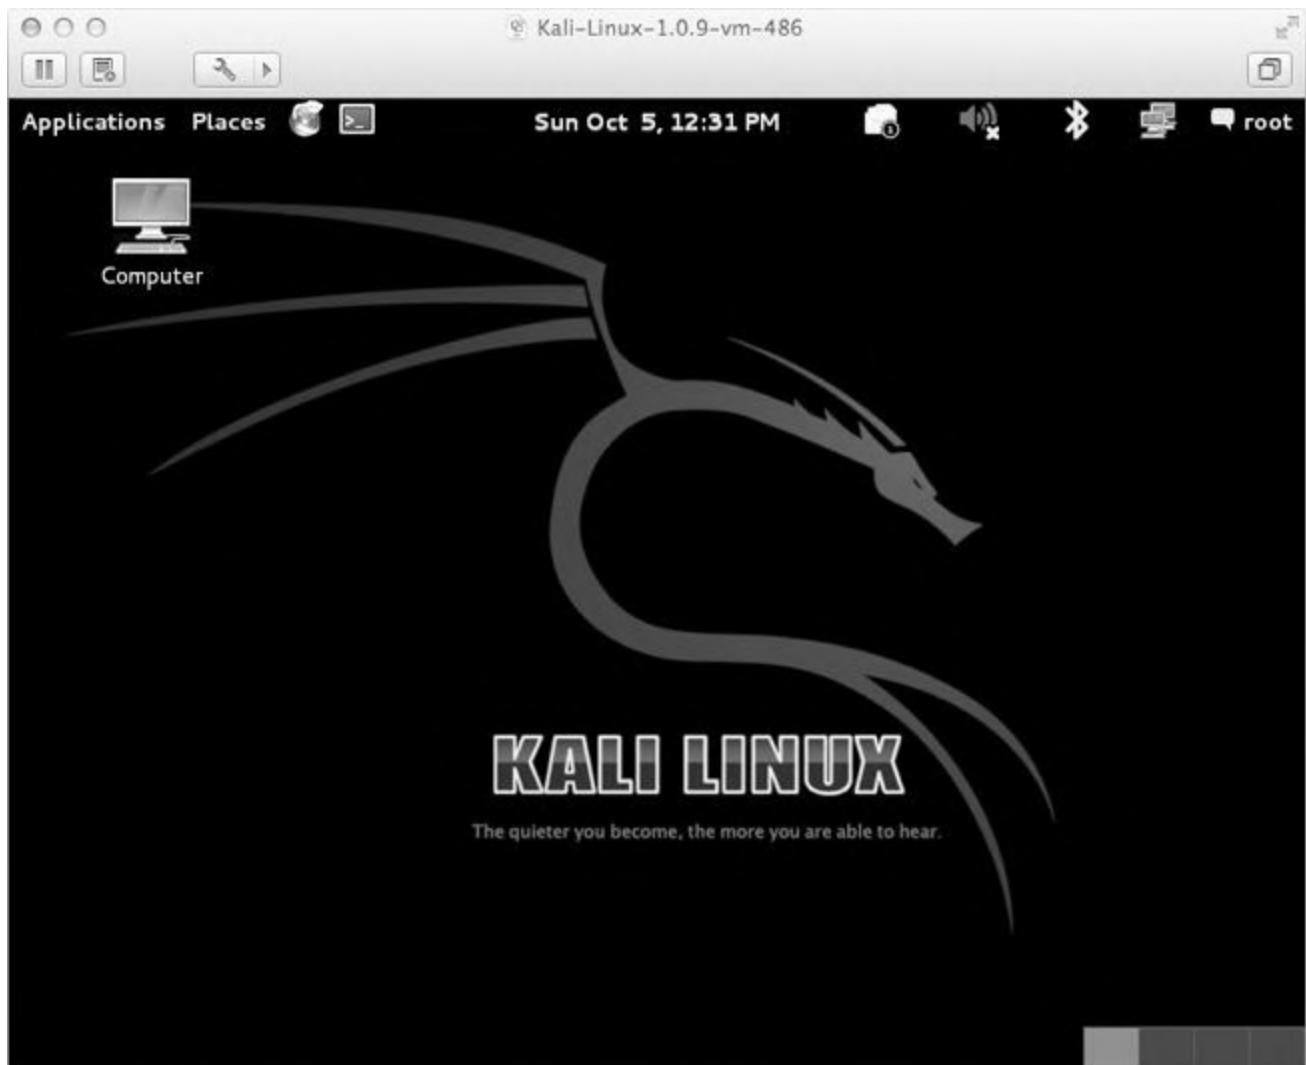 Kali-Linux-1.0.9-vm-486
Applications Places Sun Oct 5, 12:31 PM root
Computer
KALI LINUX
The quieter you become, the more you are able to hear.